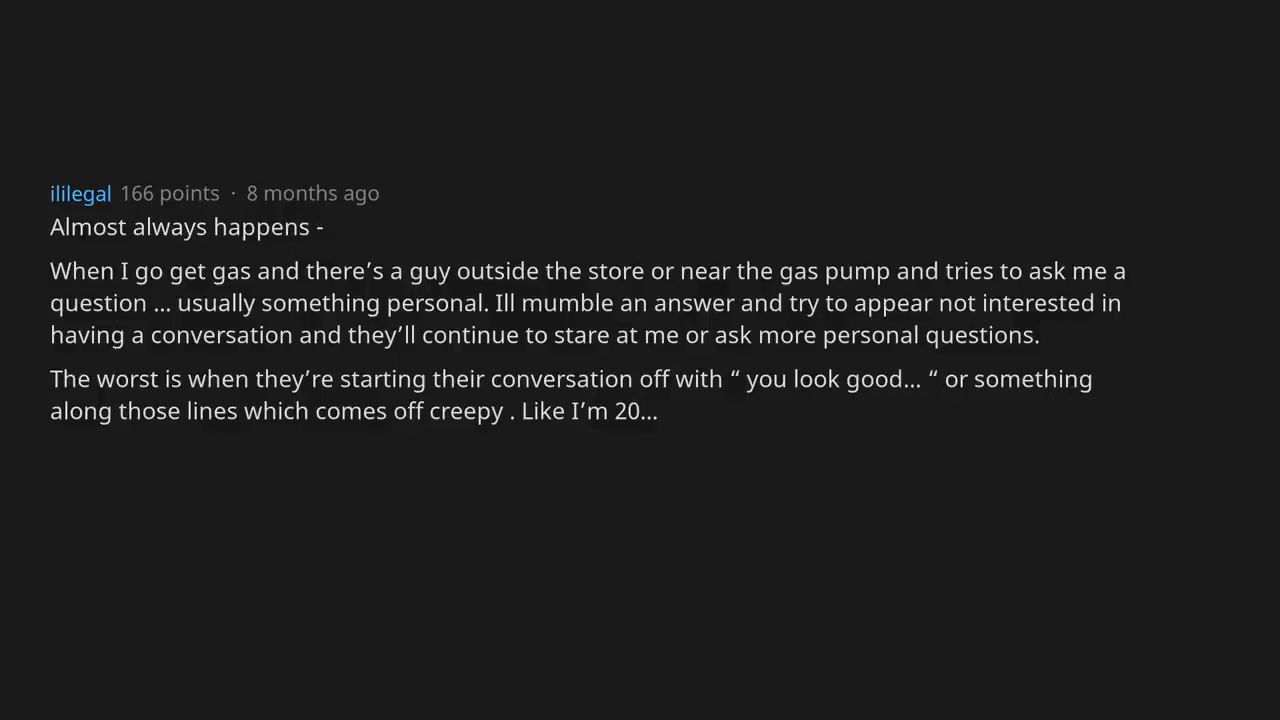 ililegal 166 points · 8 months ago
Almost always happens -
When I go get gas and there’s a guy outside the store or near the gas pump and tries to ask me a
question ... usually something personal. Ill mumble an answer and try to appear not interested in
having a conversation and they’ll continue to stare at me or ask more personal questions.
The worst is when they’re starting their conversation off with “ you look good... “ or something
along those lines which comes off creepy . Like I’m 20...